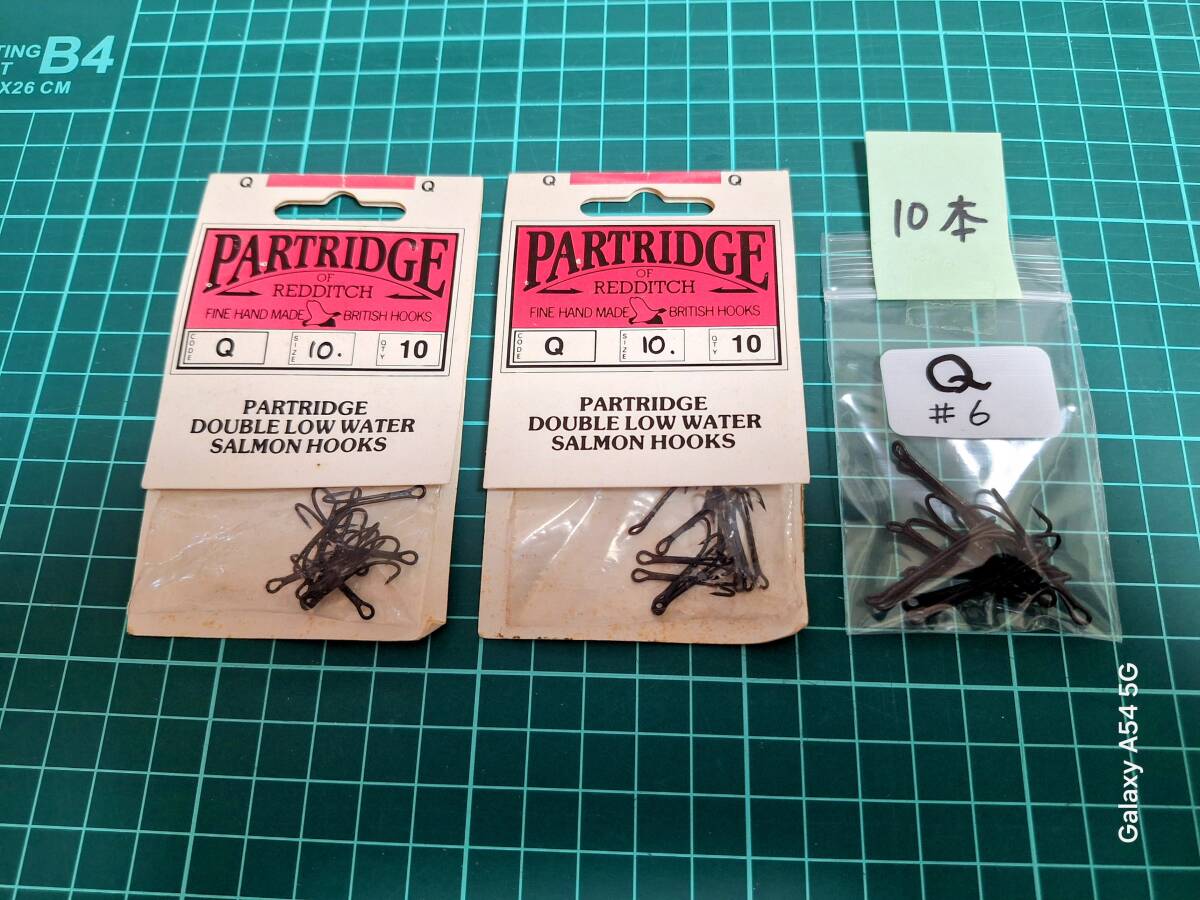 TING
B4
T
X26 CM
Q Q
PARTRIDGE
OF
REDDITCH
FINE HAND MADE BRITISH HOOKS
CODE Q SIZE 10. QTY 10
PARTRIDGE
DOUBLE LOW WATER
SALMON HOOKS
Q Q
PARTRIDGE
OF
REDDITCH
FINE HAND MADE BRITISH HOOKS
CODE Q SIZE 10. QTY 10
PARTRIDGE
DOUBLE LOW WATER
SALMON HOOKS
10本
Q
#6
Galaxy A54 5G